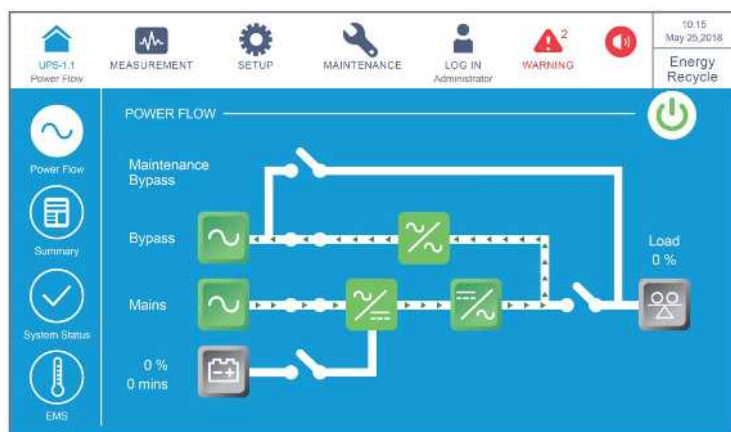 UPS-1.1
Power Flow
MEASUREMENT
SETUP
MAINTENANCE
LOG IN
Administrator
2
WARNING
10:15
May 25,2018
Energy
Recycle
Power Flow
Summary
System Status
EMS
POWER FLOW
Maintenance
Bypass
Bypass
Mains
0 %
0 mins
Load
0 %